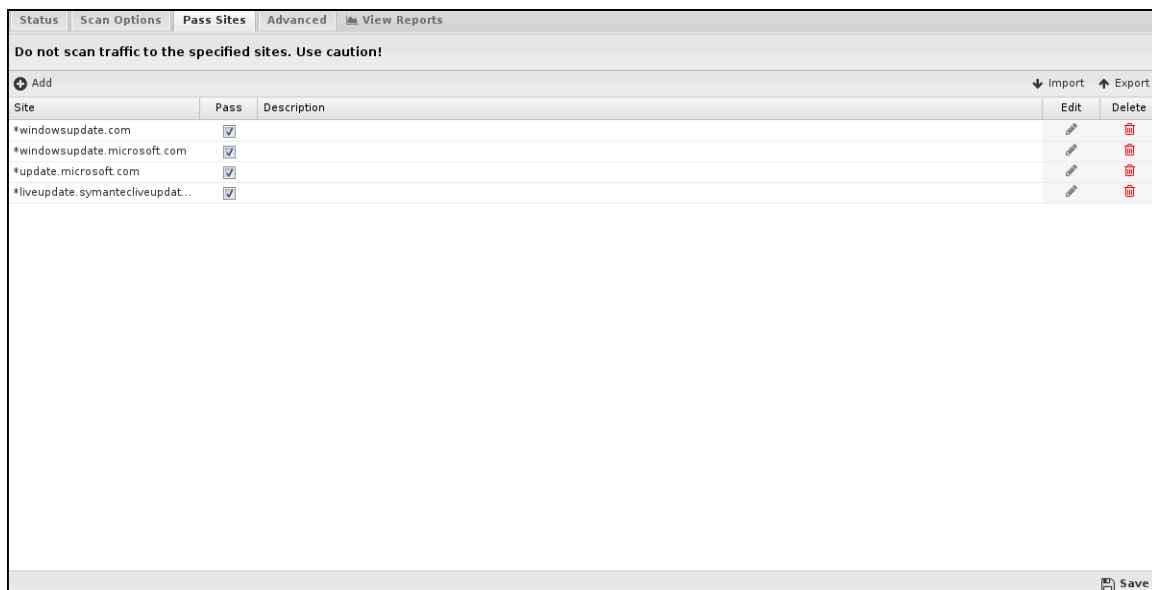 Status Scan Options Pass Sites Advanced View Reports
Do not scan traffic to the specified sites. Use caution!
Add Import Export
Site Pass Description Edit Delete
*windowsupdate.com
*windowsupdate.microsoft.com
*update.microsoft.com
*liveupdate.symantecliveupdat...
Save